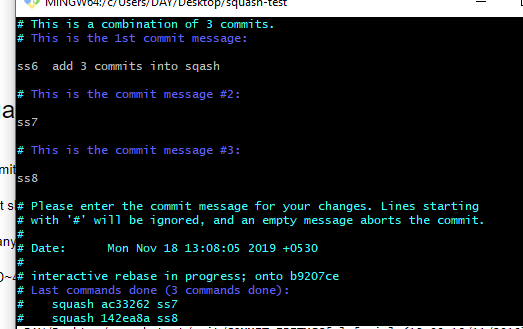 MINGW64:/c/Users/DAY/Desktop/squash-test
# This is a combination of 3 commits.
# This is the 1st commit message:
ss6  add 3 commits into sqash
# This is the commit message #2:
ss7
# This is the commit message #3:
ss8
# Please enter the commit message for your changes. Lines starting
# with '#' will be ignored, and an empty message aborts the commit.
#
# Date:      Mon Nov 18 13:08:05 2019 +0530
#
# interactive rebase in progress; onto b9207ce
# Last commands done (3 commands done):
#    squash ac33262 ss7
#    squash 142ea8a ss8